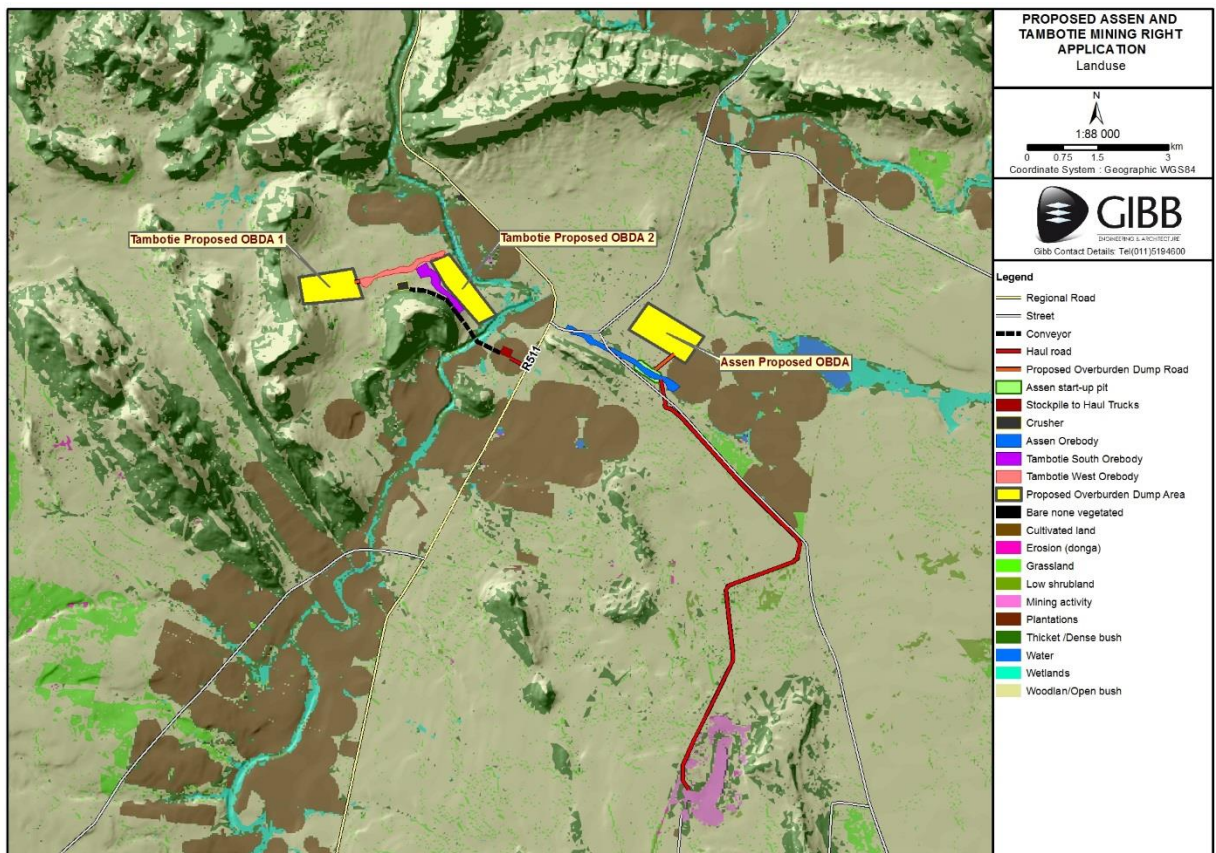 PROPOSED ASSEN AND
TAMBOTIE MINING RIGHT
APPLICATION
Landuse
N
1:88 000
km
0 0.75 1.5 3
Coordinate System : Geographic WGS84
GIBB
ENGINEERING & ARCHITECTURE
Gibb Contact Details: Tel(011)5194600
Legend
Regional Road
Street
Conveyor
Haul road
Proposed Overburden Dump Road
Assen start-up pit
Stockpile to Haul Trucks
Crusher
Assen Orebody
Tambotie South Orebody
Tambotie West Orebody
Proposed Overburden Dump Area
Bare none vegetated
Cultivated land
Erosion (donga)
Grassland
Low shrubland
Mining activity
Plantations
Thicket /Dense bush
Water
Wetlands
Woodlan/Open bush
Tambotie Proposed OBDA 1
Tambotie Proposed OBDA 2
Assen Proposed OBDA
R511